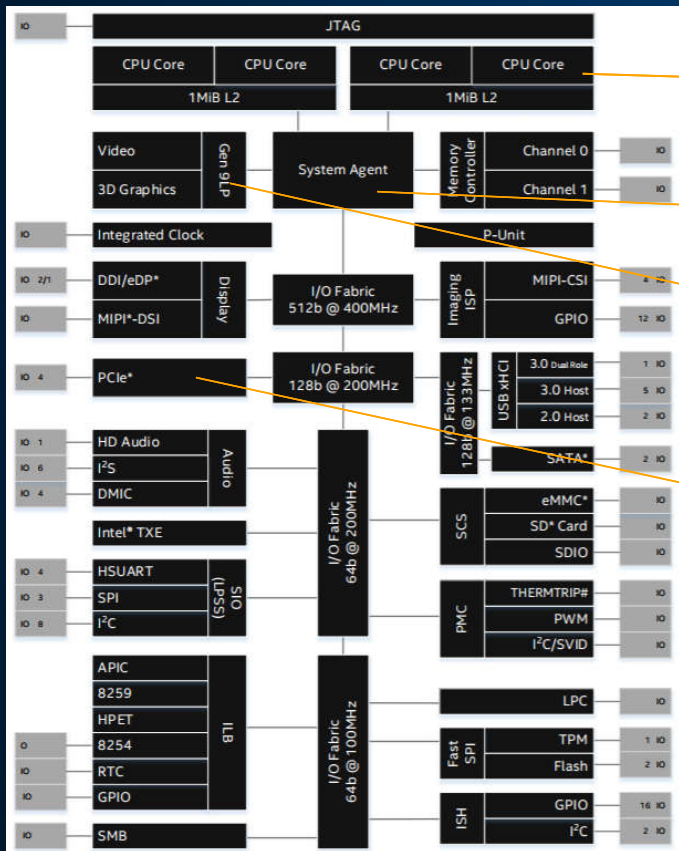 IO JTAG
CPU Core CPU Core CPU Core CPU Core
1MiB L2 1MiB L2
Video
3D Graphics
Gen 9LP
System Agent
Memory Controller
Channel 0 IO
Channel 1 IO
IO Integrated Clock
P-Unit
IO 2/1 DDI/eDP*
IO MIPI*-DSI
Display
I/O Fabric
512b @ 400MHz
Imaging ISP
MIPI-CSI 4 IO
GPIO 12 IO
IO 4 PCIe*
I/O Fabric
128b @ 200MHz
I/O Fabric
128b @ 133MHz
USB xHCI
3.0 Dual Role 1 IO
3.0 Host 5 IO
2.0 Host 2 IO
SATA* 2 IO
IO 1 HD Audio
IO 6 I²S
IO 4 DMIC
Audio
I/O Fabric
64b @ 200MHz
Intel® TXE
SCS
eMMC* IO
SD* Card IO
SDIO IO
IO 4 HSUART
IO 3 SPI
IO 8 I²C
SIO
(LPSS)
PMC
THERMTRIP# IO
PWM IO
I²C/SVID IO
APIC
8259
HPET
O 8254
IO RTC
IO GPIO
ILB
I/O Fabric
64b @ 100MHz
LPC IO
Fast SPI
TPM 1 IO
Flash 2 IO
ISH
GPIO 16 IO
I²C 2 IO
IO SMB